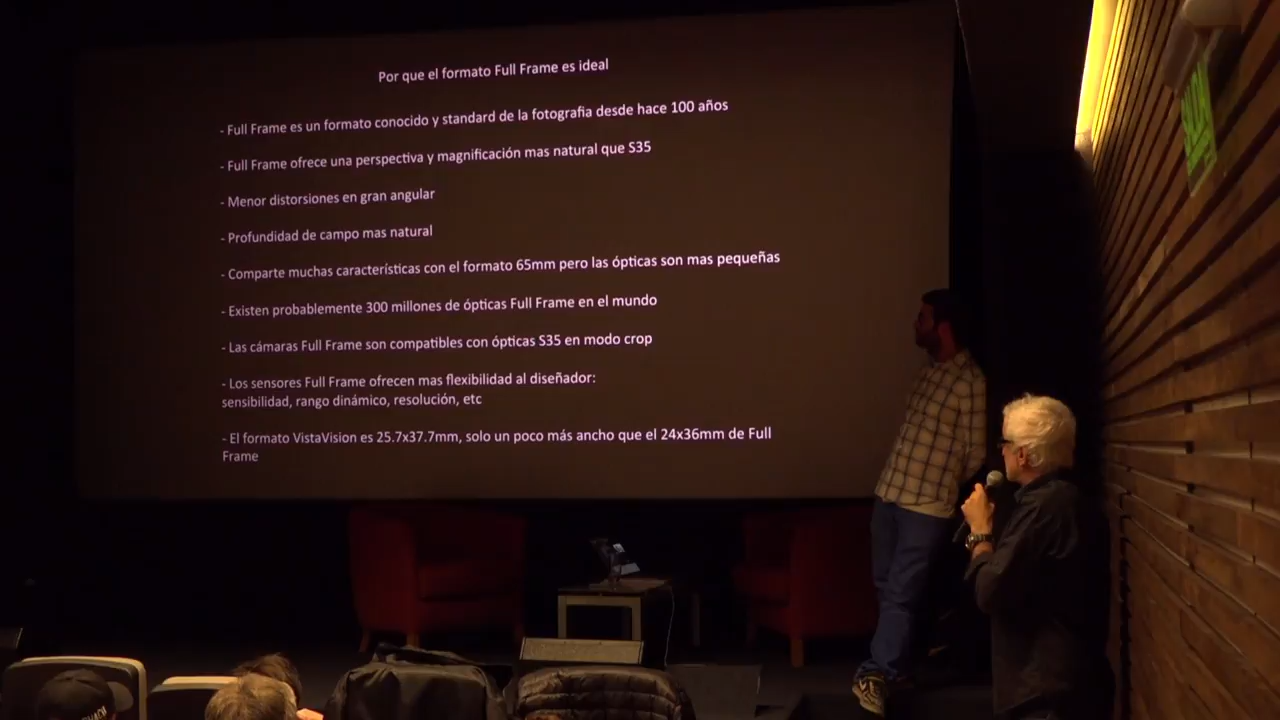 Por que el formato Full Frame es ideal
- Full Frame es un formato conocido y standard de la fotografia desde hace 100 años
- Full Frame ofrece una perspectiva y magnificación mas natural que S35
- Menor distorsiones en gran angular
- Profundidad de campo mas natural
- Comparte muchas características con el formato 65mm pero las ópticas son mas pequeñas
- Existen probablemente 300 millones de ópticas Full Frame en el mundo
- Las cámaras Full Frame son compatibles con ópticas S35 en modo crop
- Los sensores Full Frame ofrecen mas flexibilidad al diseñador:
sensibilidad, rango dinámico, resolución, etc
- El formato VistaVision es 25.7x37.7mm, solo un poco más ancho que el 24x36mm de Full
Frame